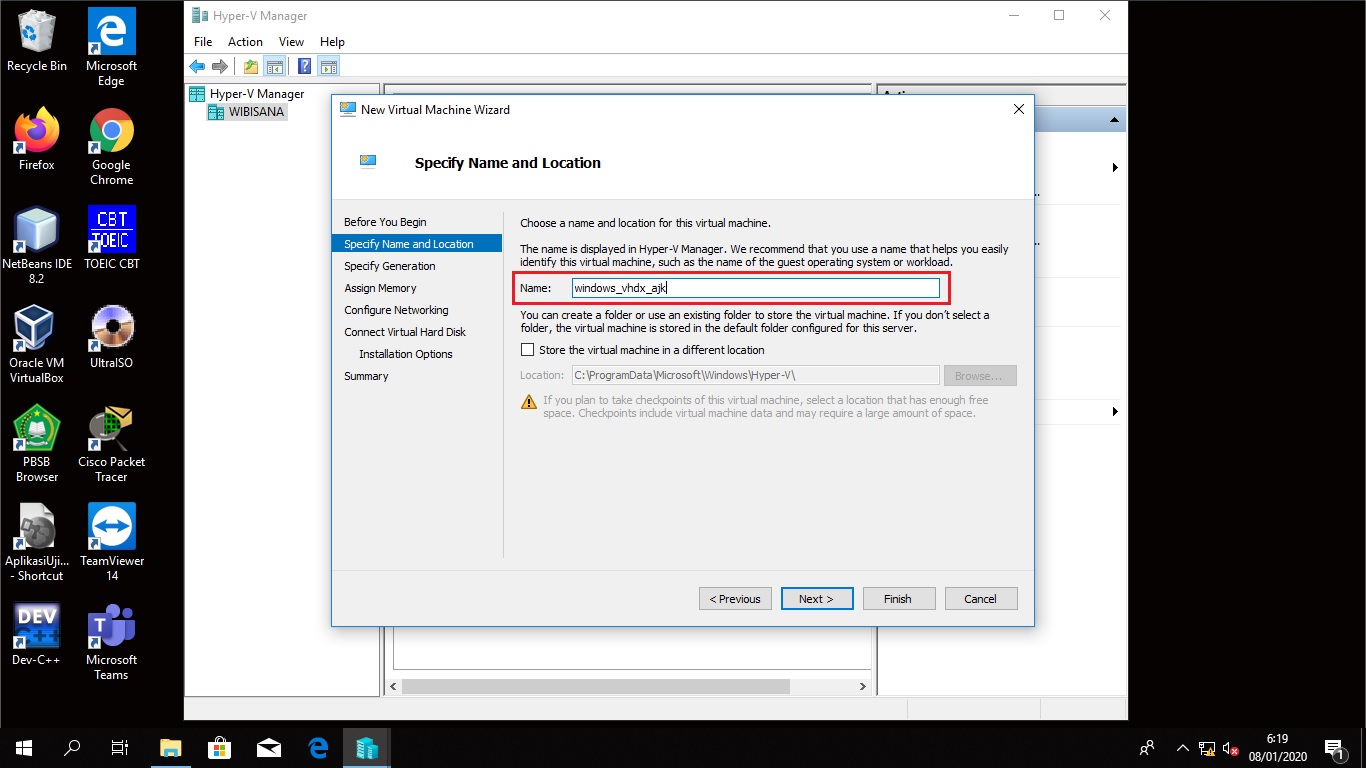 Recycle Bin
Microsoft
Edge
Firefox
Google
Chrome
NetBeans IDE
8.2
CBT
TOEIC
TOEIC CBT
Oracle VM
VirtualBox
UltraISO
PBSB
Browser
Cisco Packet
Tracer
AplikasiUji...
- Shortcut
TeamViewer
14
DEV
C++
Dev-C++
T
Microsoft
Teams
Hyper-V Manager
File Action View Help
Hyper-V Manager
WIBISANA
New Virtual Machine Wizard
Specify Name and Location
Before You Begin
Specify Name and Location
Specify Generation
Assign Memory
Configure Networking
Connect Virtual Hard Disk
Installation Options
Summary
Choose a name and location for this virtual machine.
The name is displayed in Hyper-V Manager. We recommend that you use a name that helps you easily
identify this virtual machine, such as the name of the guest operating system or workload.
Name: windows_vhdx_ajk
You can create a folder or use an existing folder to store the virtual machine. If you don't select a
folder, the virtual machine is stored in the default folder configured for this server.
Store the virtual machine in a different location
Location: C:\ProgramData\Microsoft\Windows\Hyper-V\ Browse...
If you plan to take checkpoints of this virtual machine, select a location that has enough free
space. Checkpoints include virtual machine data and may require a large amount of space.
< Previous Next > Finish Cancel
6:19
08/01/2020
1